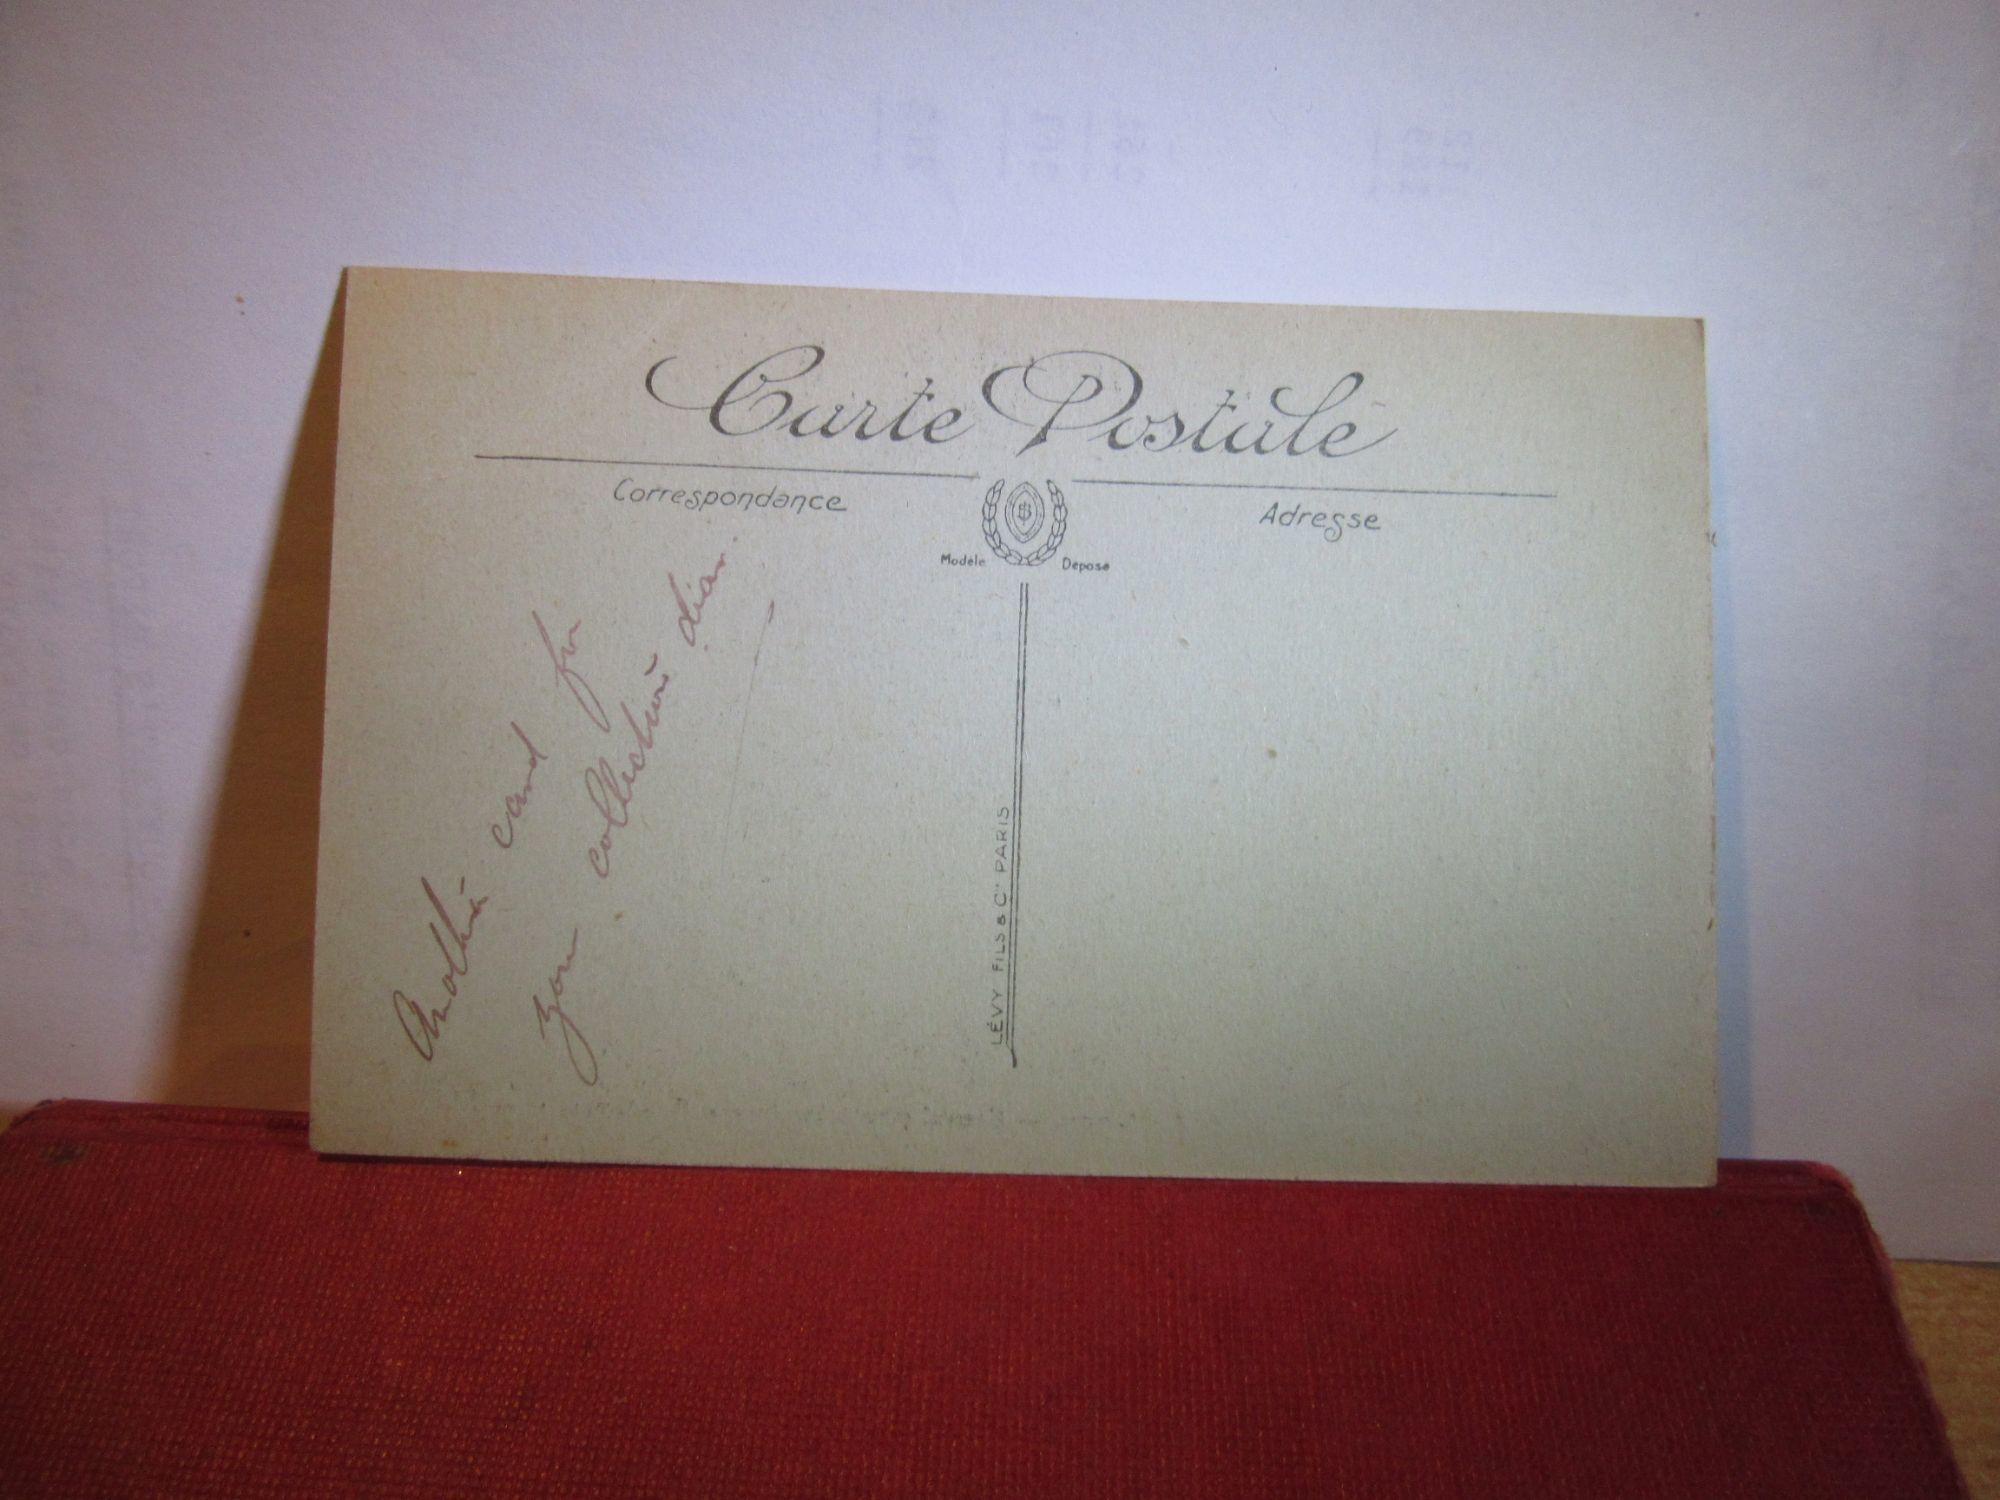 Carte Postale
Correspondance
Adresse
Modèle Déposé
LÉVY FILS & Cie PARIS
Another card for
your collection dear.